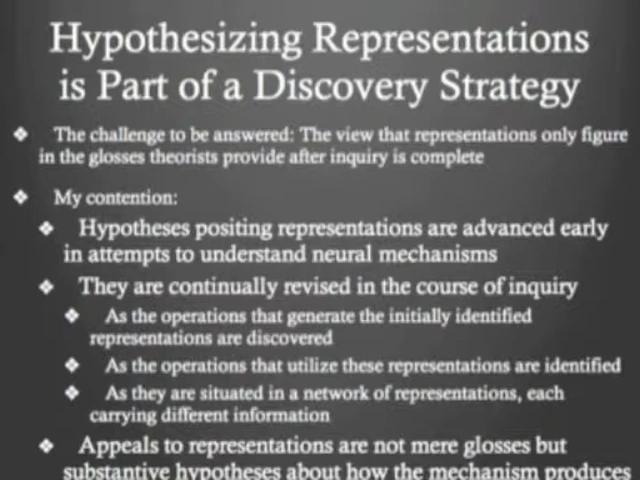 Hypothesizing Representations
is Part of a Discovery Strategy
❖ The challenge to be answered: The view that representations only figure
in the glosses theorists provide after inquiry is complete
❖ My contention:
❖ Hypotheses positing representations are advanced early
in attempts to understand neural mechanisms
❖ They are continually revised in the course of inquiry
❖ As the operations that generate the initially identified
representations are discovered
❖ As the operations that utilize these representations are identified
❖ As they are situated in a network of representations, each
carrying different information
❖ Appeals to representations are not mere glosses but
substantive hypotheses about how the mechanism produces